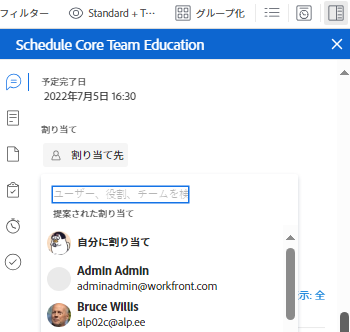 フィルター Standard + T… グループ化
Schedule Core Team Education
予定完了日
2022年7月5日 16:30
割り当て
割り当て先
ユーザー、役割、チームを検
提案された割り当て
自分に割り当て
Admin Admin
adminadmin@workfront.com
示: 全
Bruce Willis
alp02c@alp.ee